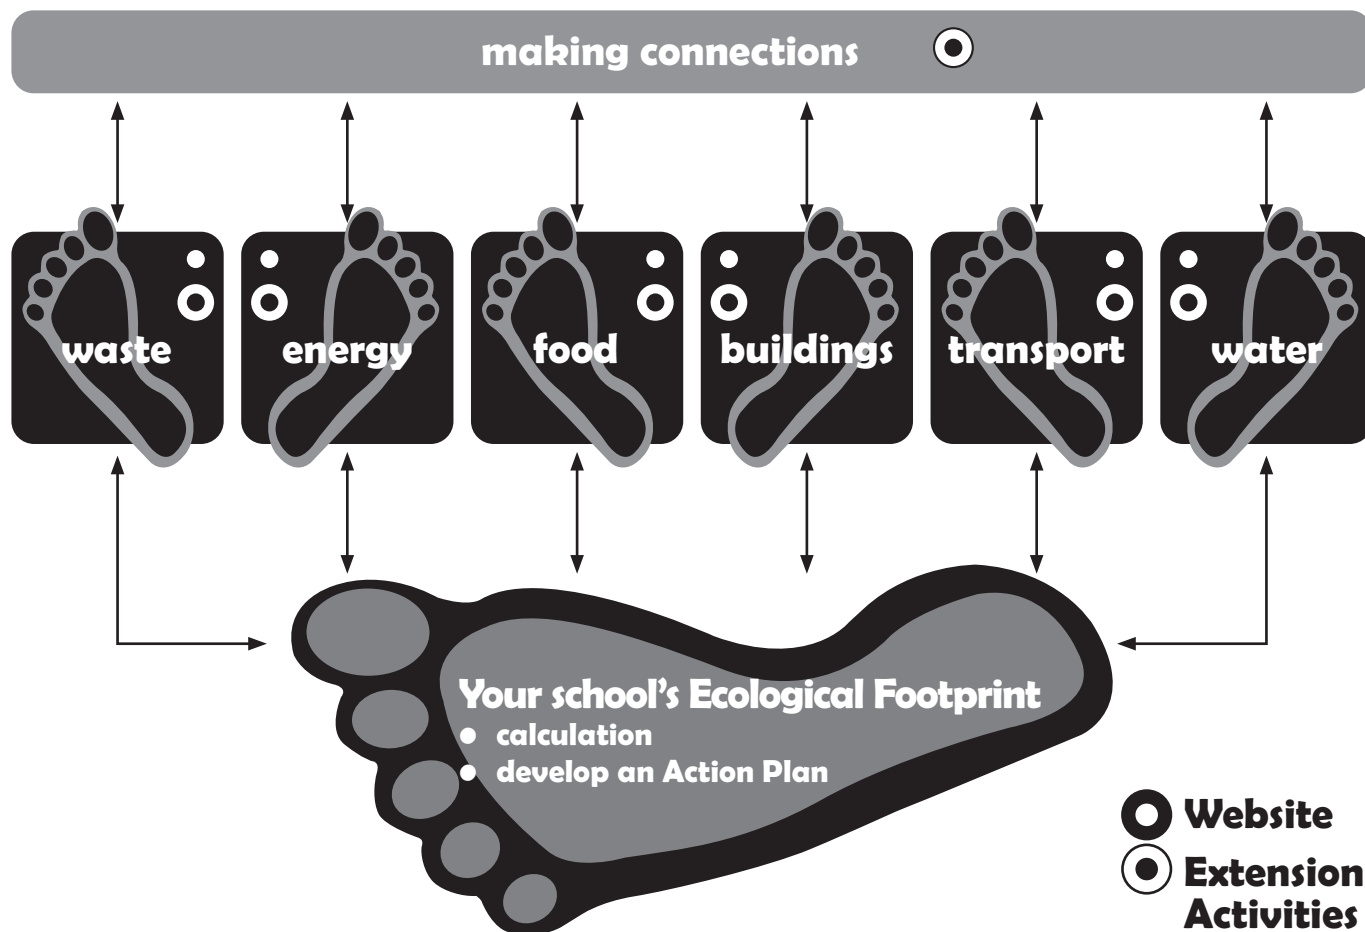 making connections
waste
energy
food
buildings
transport
water
Your school's Ecological Footprint
• calculation
• develop an Action Plan
Website
Extension
Activities